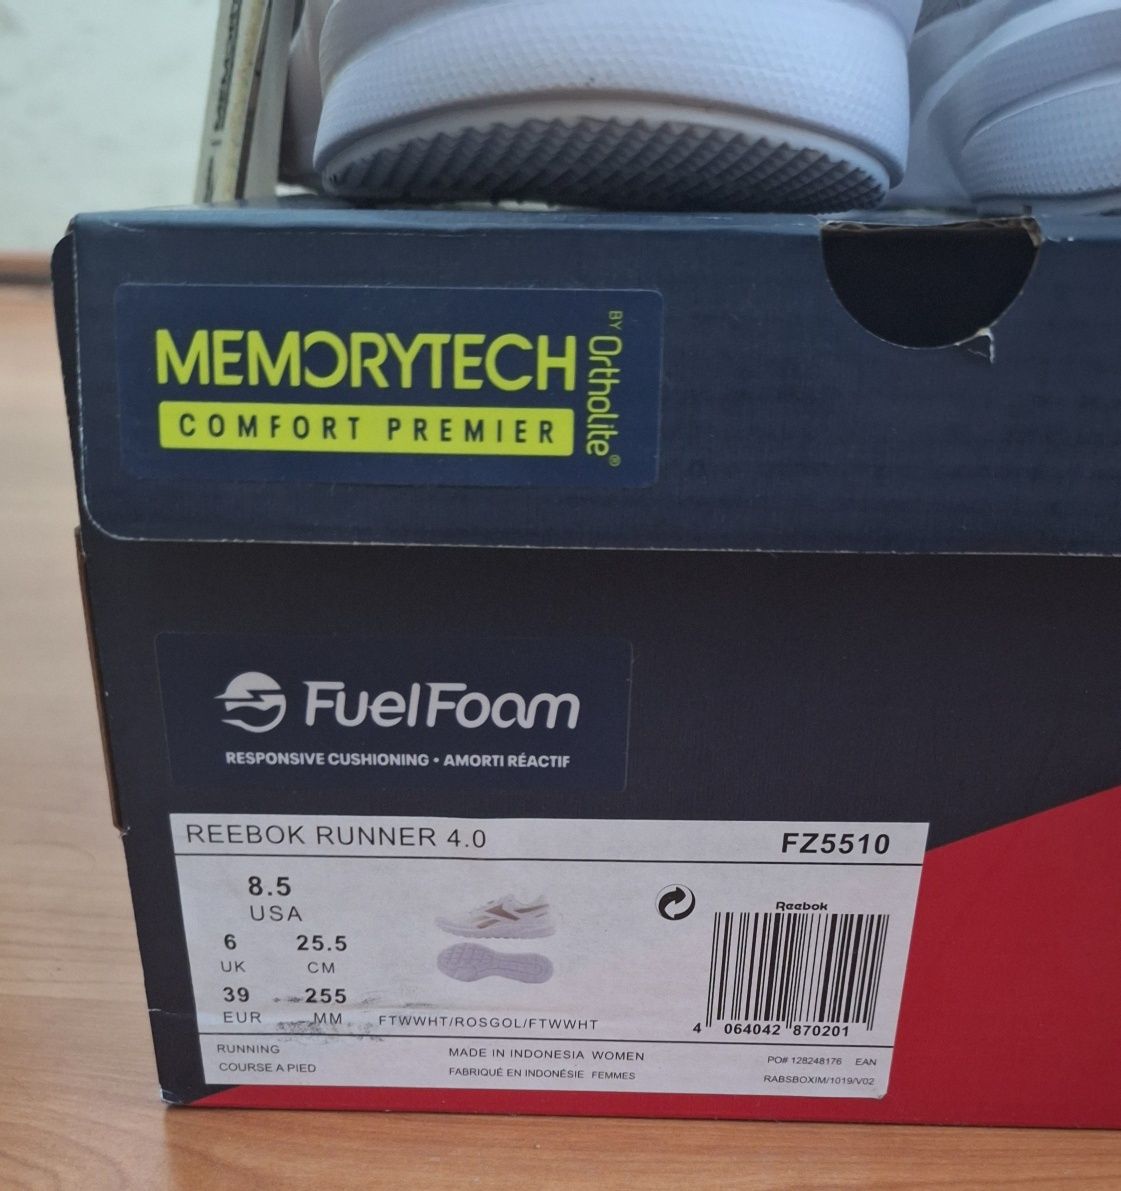 MEMORYTECH
BY Ortholite®
COMFORT PREMIER
FuelFoam
RESPONSIVE CUSHIONING • AMORTI RÉACTIF
REEBOK RUNNER 4.0
FZ5510
8.5
USA
6 25.5
UK CM
39 255
EUR MM
FTWWHT/ROSGOL/FTWWHT
Reebok
4 064042 870201
RUNNING
COURSE A PIED
MADE IN INDONESIA WOMEN
FABRIQUÉ EN INDONÉSIE FEMMES
PO# 128248176 EAN
RABSBOXIM/1019/V02